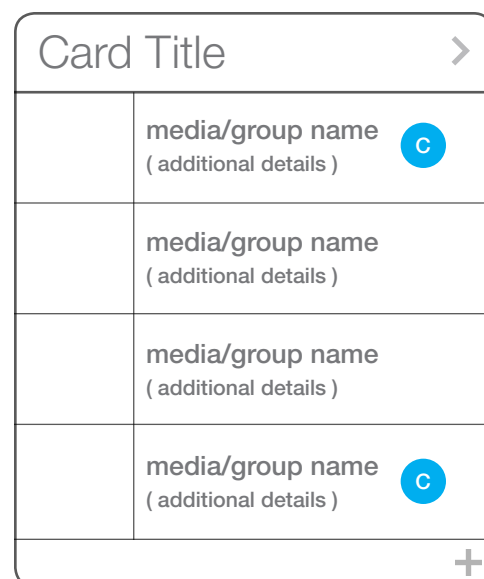 Card Title
media/group name
( additional details )
C
media/group name
( additional details )
media/group name
( additional details )
media/group name
( additional details )
C